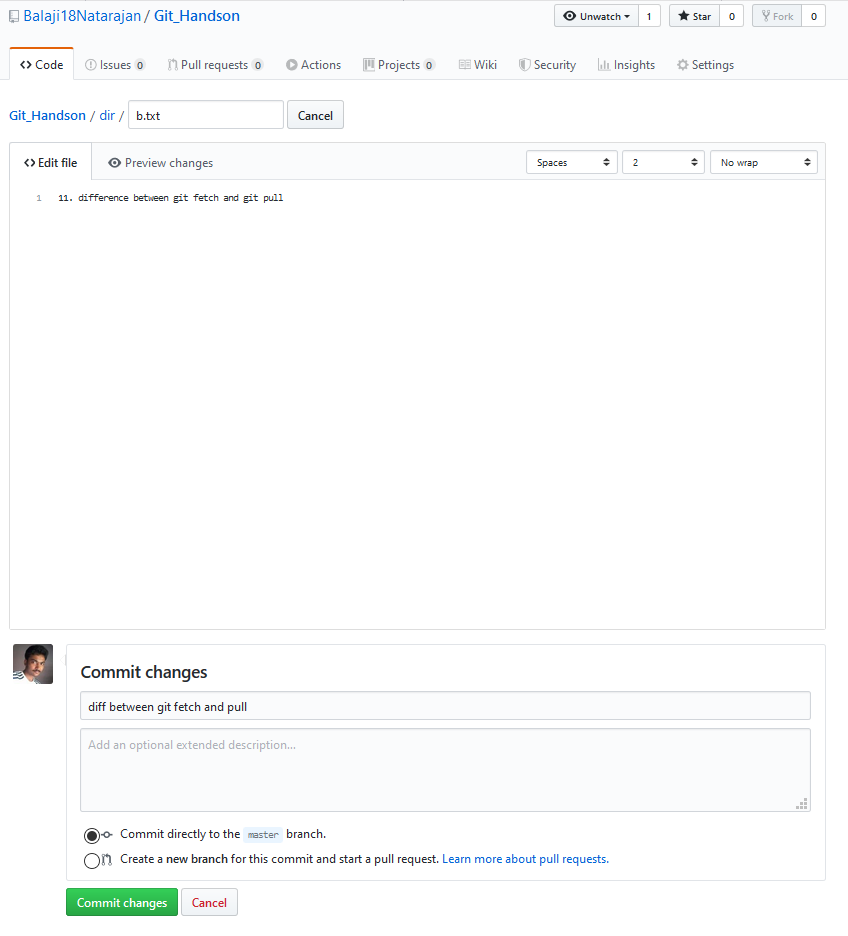 Balaji18Natarajan / Git_Handson Unwatch 1 Star 0 Fork 0
Code Issues 0 Pull requests 0 Actions Projects 0 Wiki Security Insights Settings
Git_Handson / dir / b.txt Cancel
Edit file Preview changes Spaces 2 No wrap
1 11. difference between git fetch and git pull
Commit changes
diff between git fetch and pull
Add an optional extended description...
Commit directly to the master branch.
Create a new branch for this commit and start a pull request. Learn more about pull requests.
Commit changes Cancel